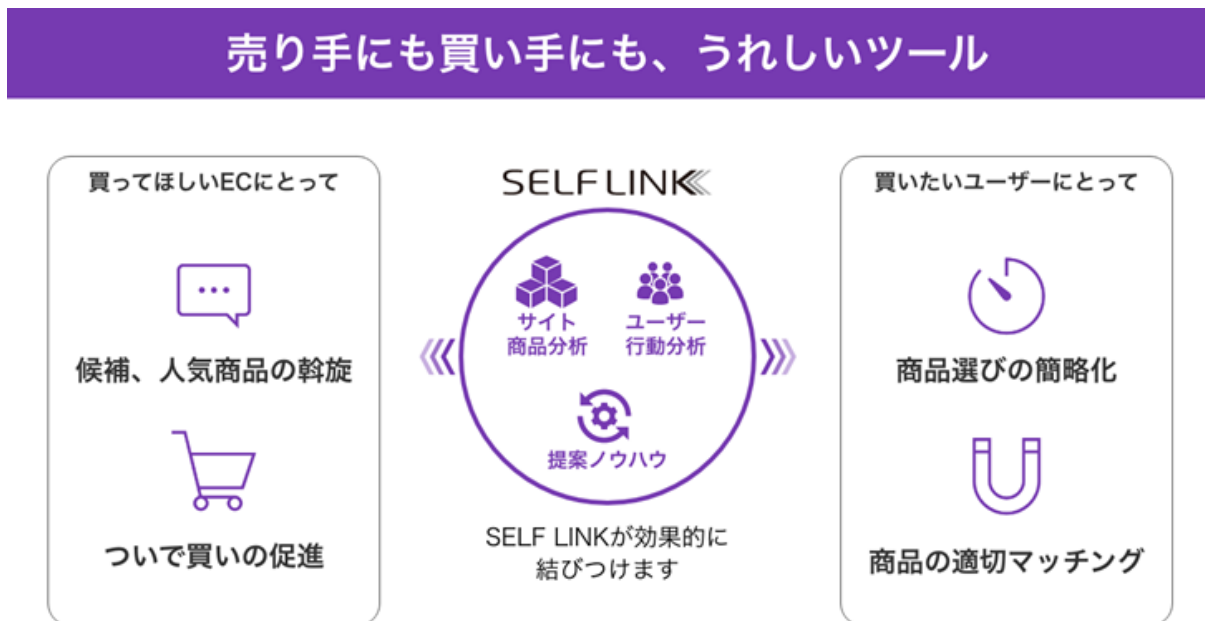 売り手にも買い手にも、うれしいツール
買ってほしいECにとって
候補、人気商品の斡旋
ついで買いの促進
SELF LINK
サイト
商品分析
ユーザー
行動分析
提案ノウハウ
SELF LINKが効果的に
結びつけます
買いたいユーザーにとって
商品選びの簡略化
商品の適切マッチング